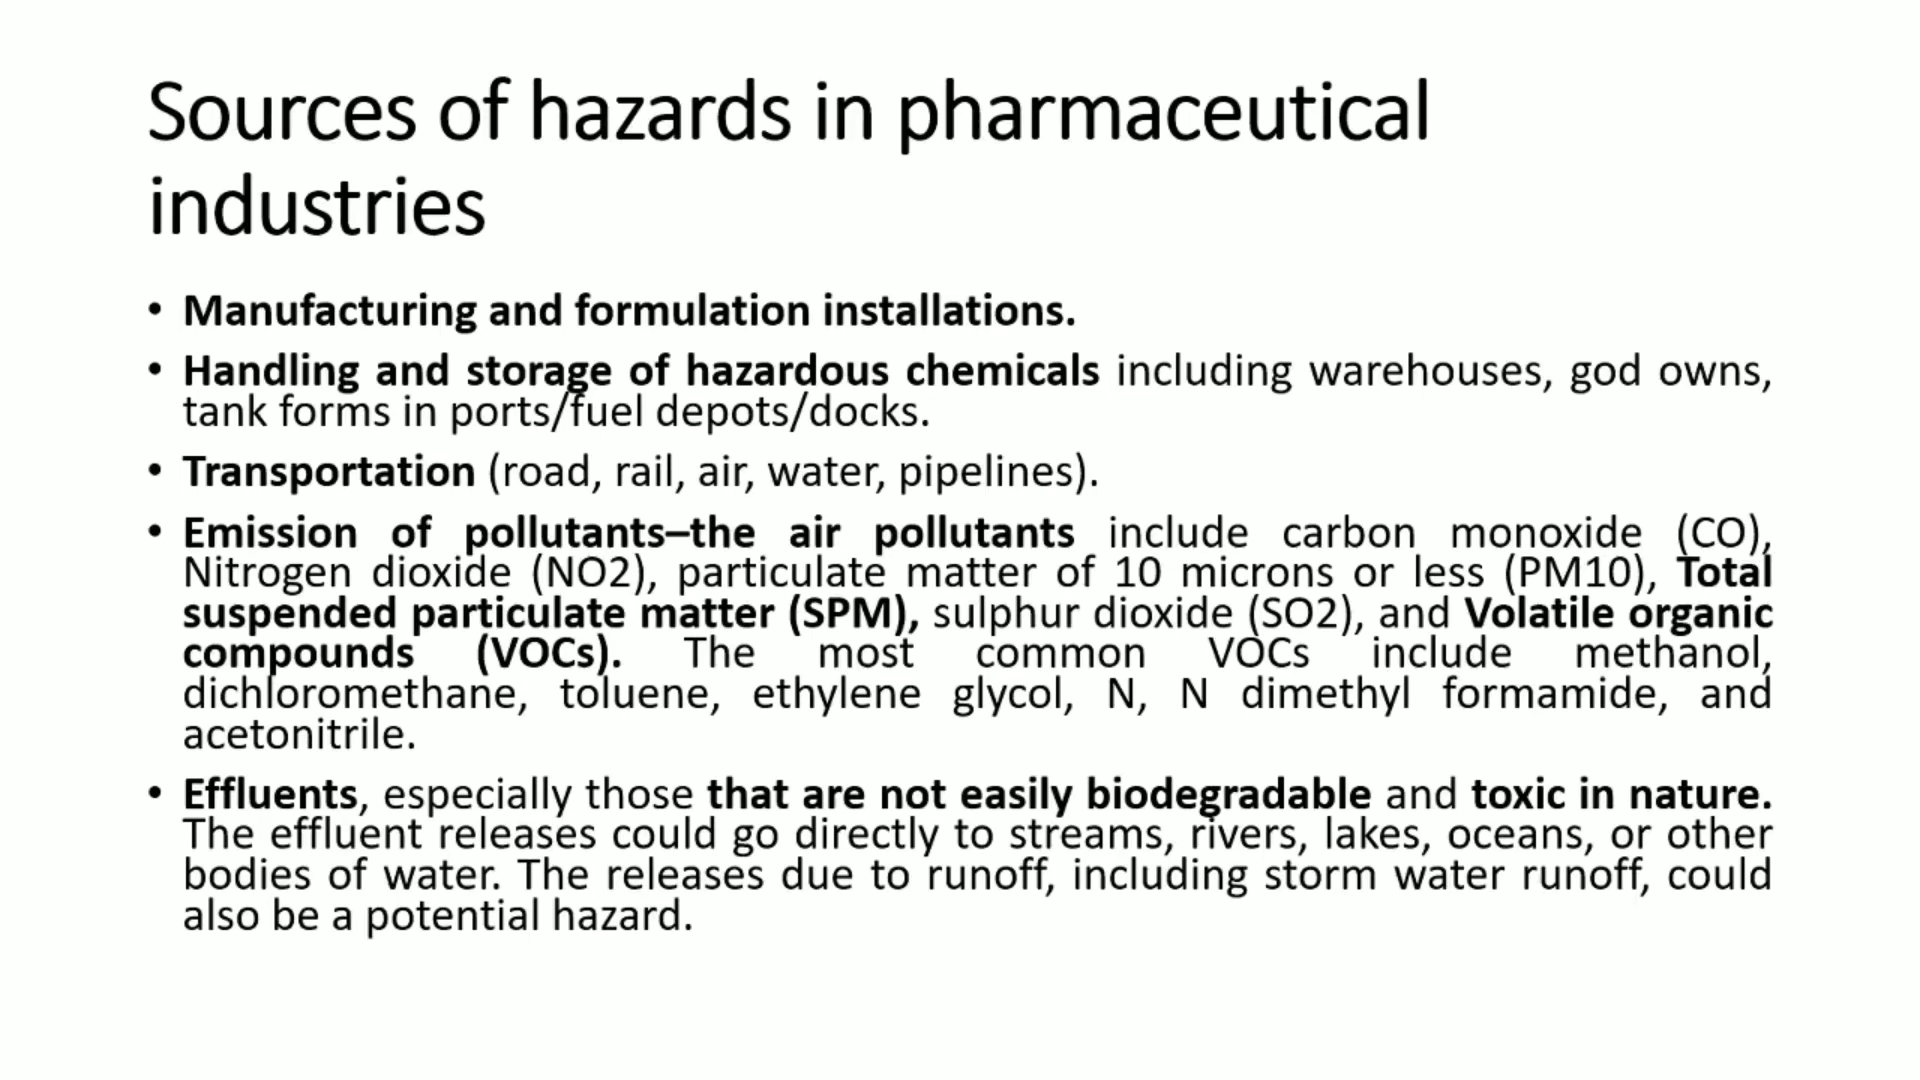 Sources of hazards in pharmaceutical
industries
• Manufacturing and formulation installations.
• Handling and storage of hazardous chemicals including warehouses, god owns,
tank forms in ports/fuel depots/docks.
• Transportation (road, rail, air, water, pipelines).
• Emission of pollutants–the air pollutants include carbon monoxide (CO),
Nitrogen dioxide (NO2), particulate matter of 10 microns or less (PM10), Total
suspended particulate matter (SPM), sulphur dioxide (SO2), and Volatile organic
compounds (VOCs). The most common VOCs include methanol,
dichloromethane, toluene, ethylene glycol, N, N dimethyl formamide, and
acetonitrile.
• Effluents, especially those that are not easily biodegradable and toxic in nature.
The effluent releases could go directly to streams, rivers, lakes, oceans, or other
bodies of water. The releases due to runoff, including storm water runoff, could
also be a potential hazard.